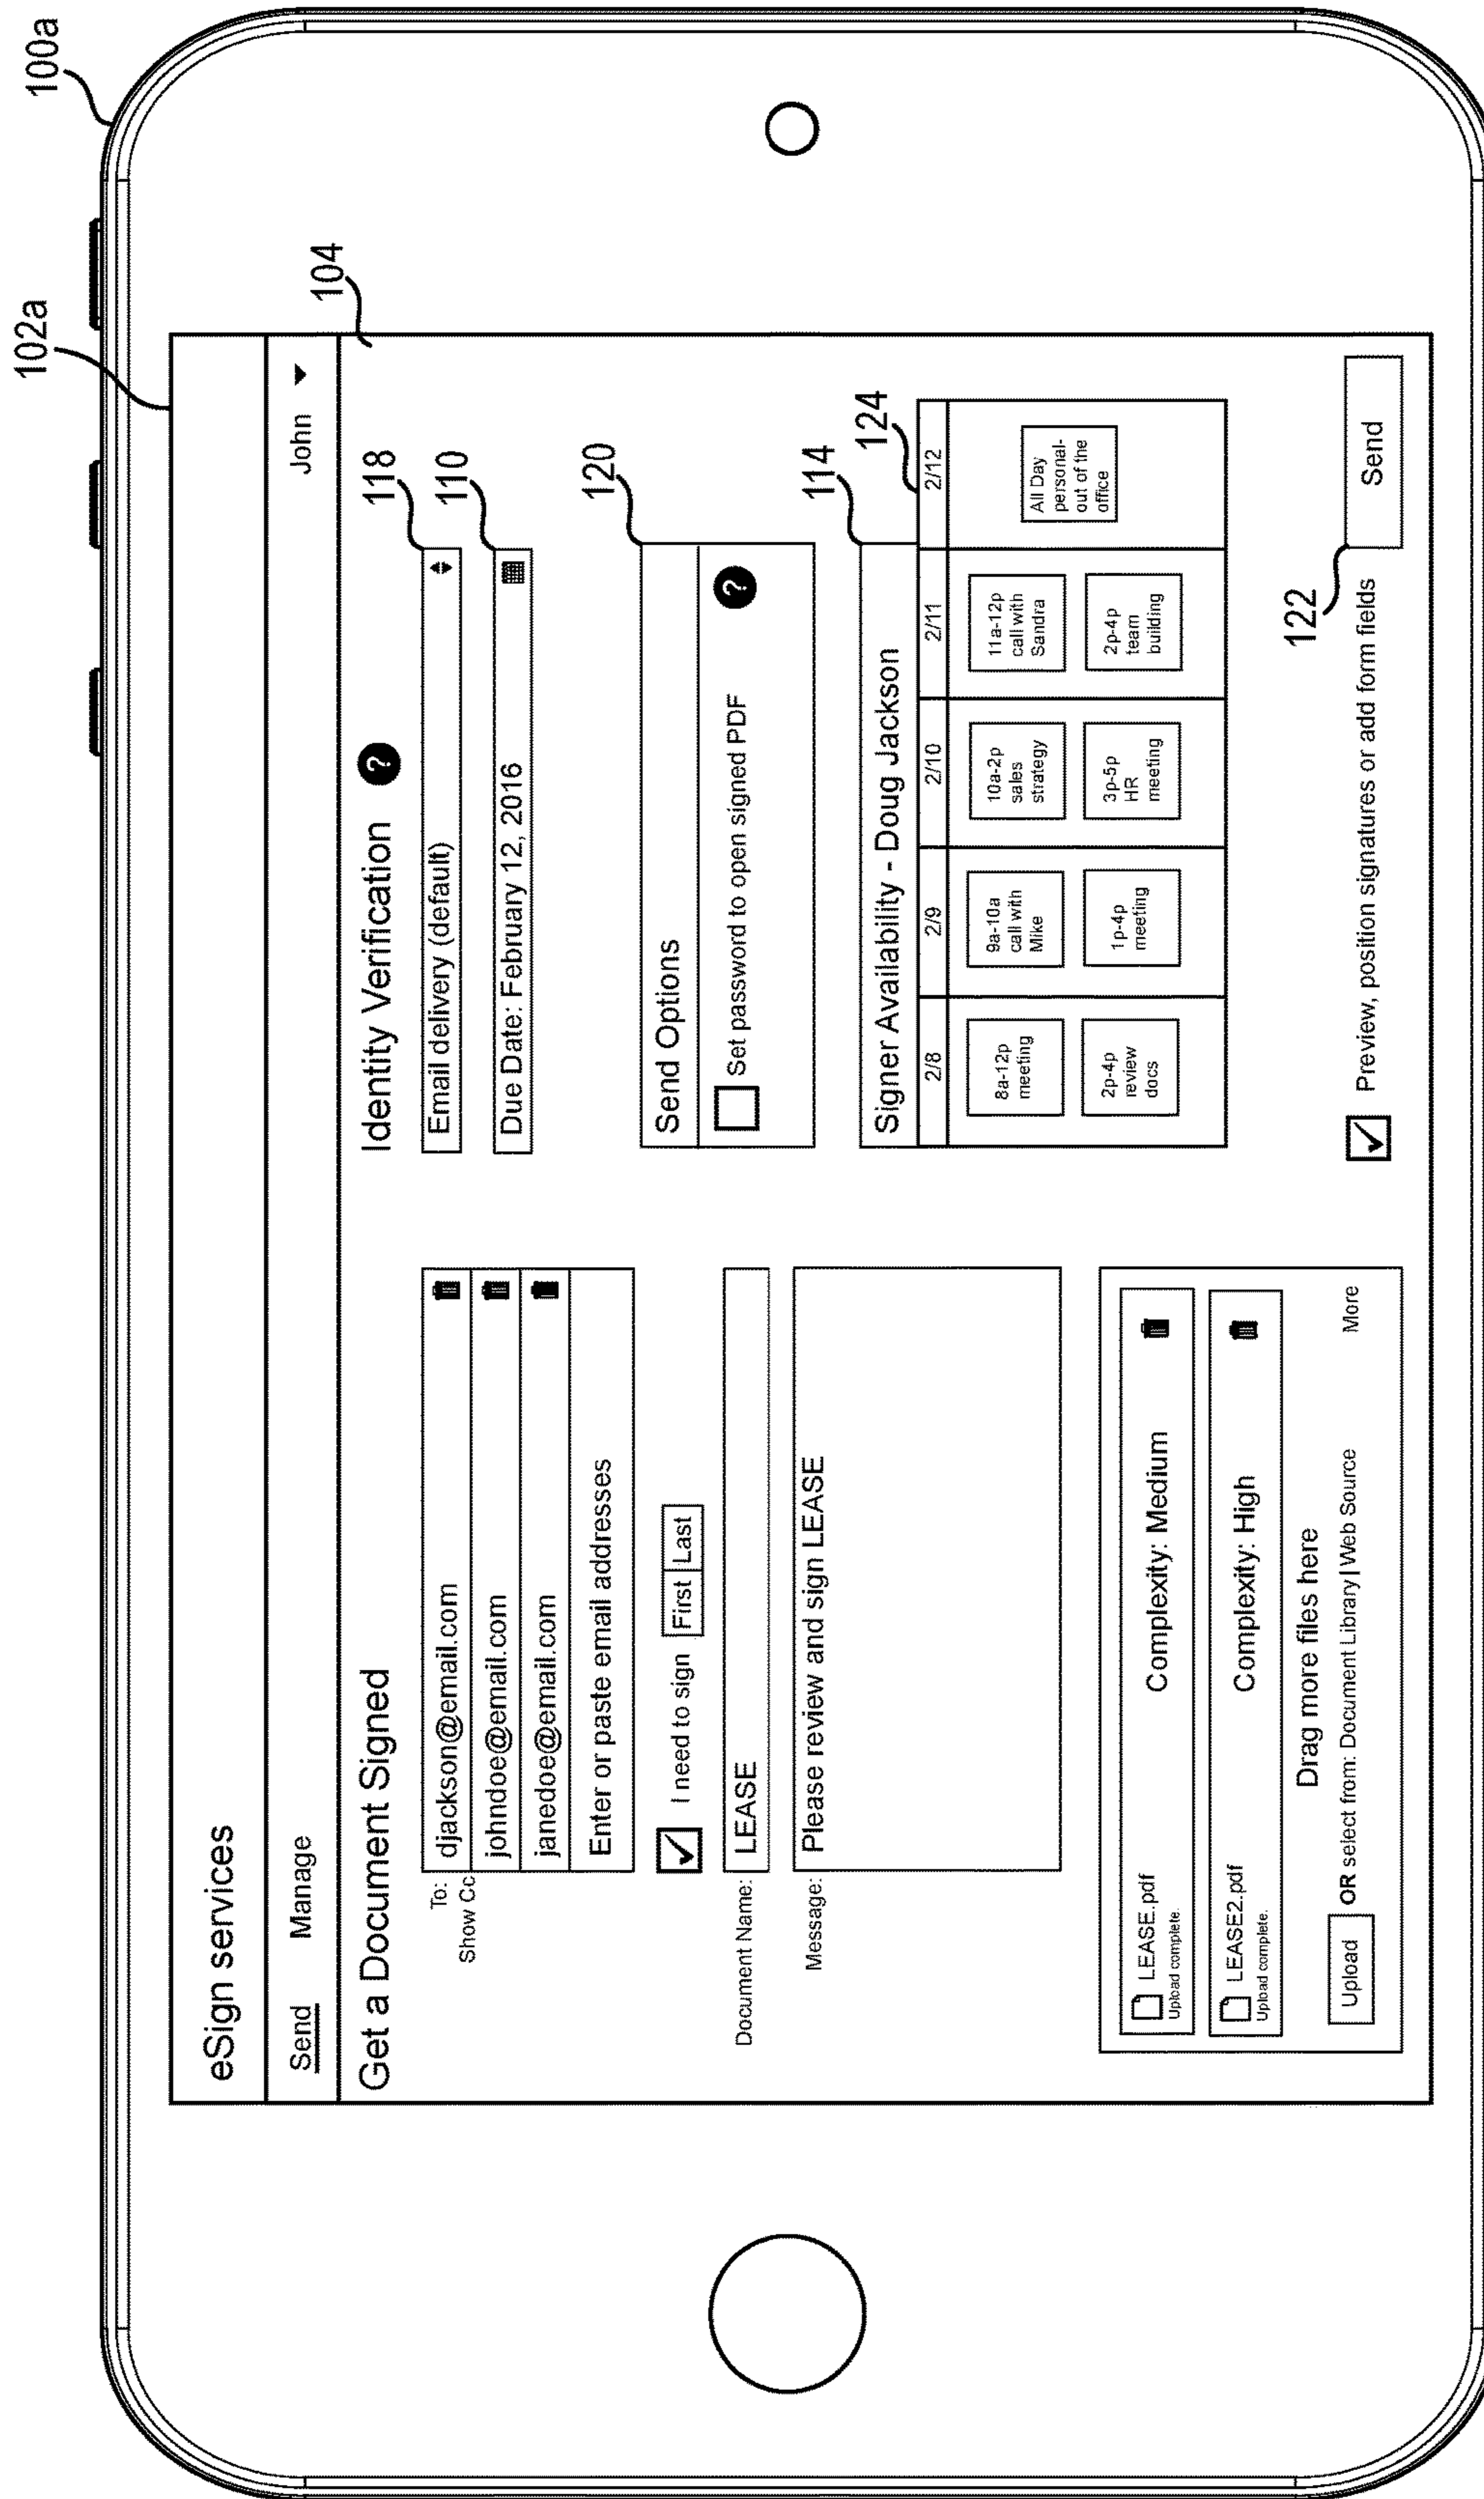 100a
102a
eSign services
Send Manage John
104
Get a Document Signed
To: djackson@email.com
Show Cc johndoe@email.com
janedoe@email.com
Enter or paste email addresses
I need to sign First Last
Document Name: LEASE
Message: Please review and sign LEASE
LEASE.pdf Complexity: Medium
Upload complete.
LEASE2.pdf Complexity: High
Upload complete.
Drag more files here
Upload OR select from: Document Library | Web Source More
Identity Verification ?
118
Email delivery (default)
110
Due Date: February 12, 2016
120
Send Options
Set password to open signed PDF ?
114
Signer Availability - Doug Jackson
124
2/8 2/9 2/10 2/11 2/12
8a-12p
meeting
2p-4p
review
docs
9a-10a
call with
Mike
1p-4p
meeting
10a-2p
sales
strategy
3p-5p
HR
meeting
11a-12p
call with
Sandra
2p-4p
team
building
All Day
personal-
out of the
office
122
Preview, position signatures or add form fields Send